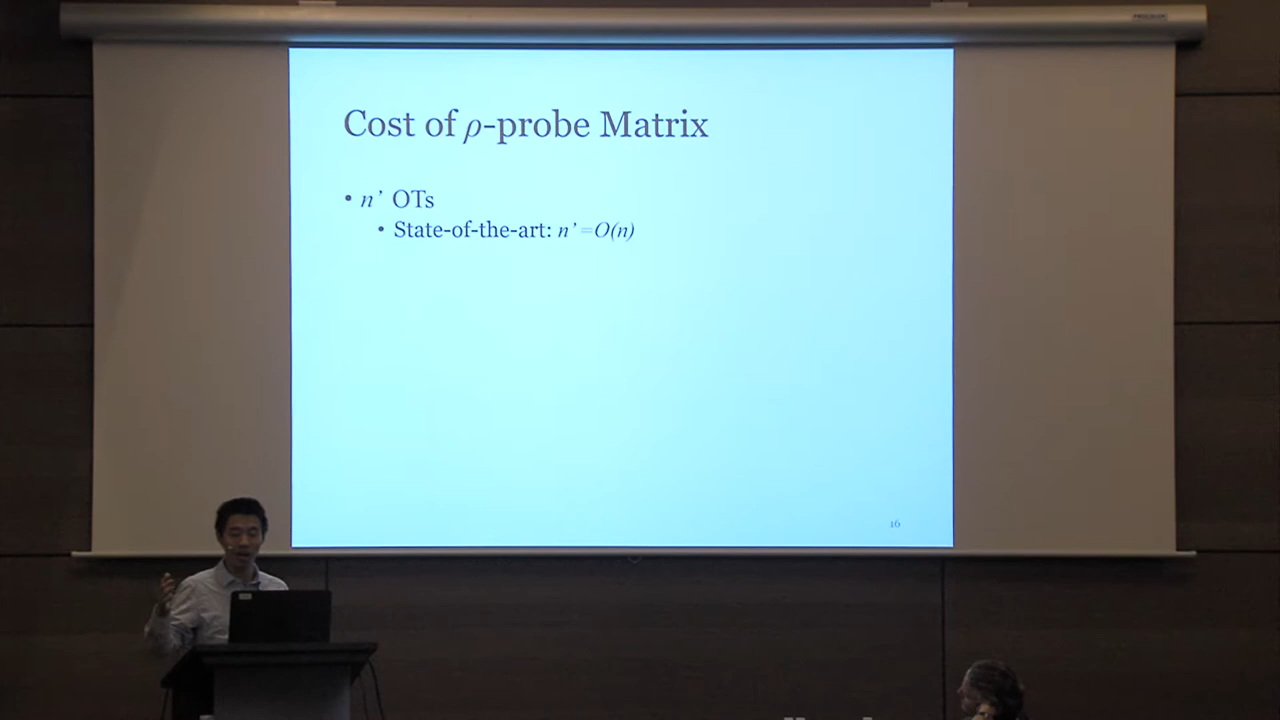 Cost of ρ-probe Matrix
• n’ OTs
• State-of-the-art: n’=O(n)
16